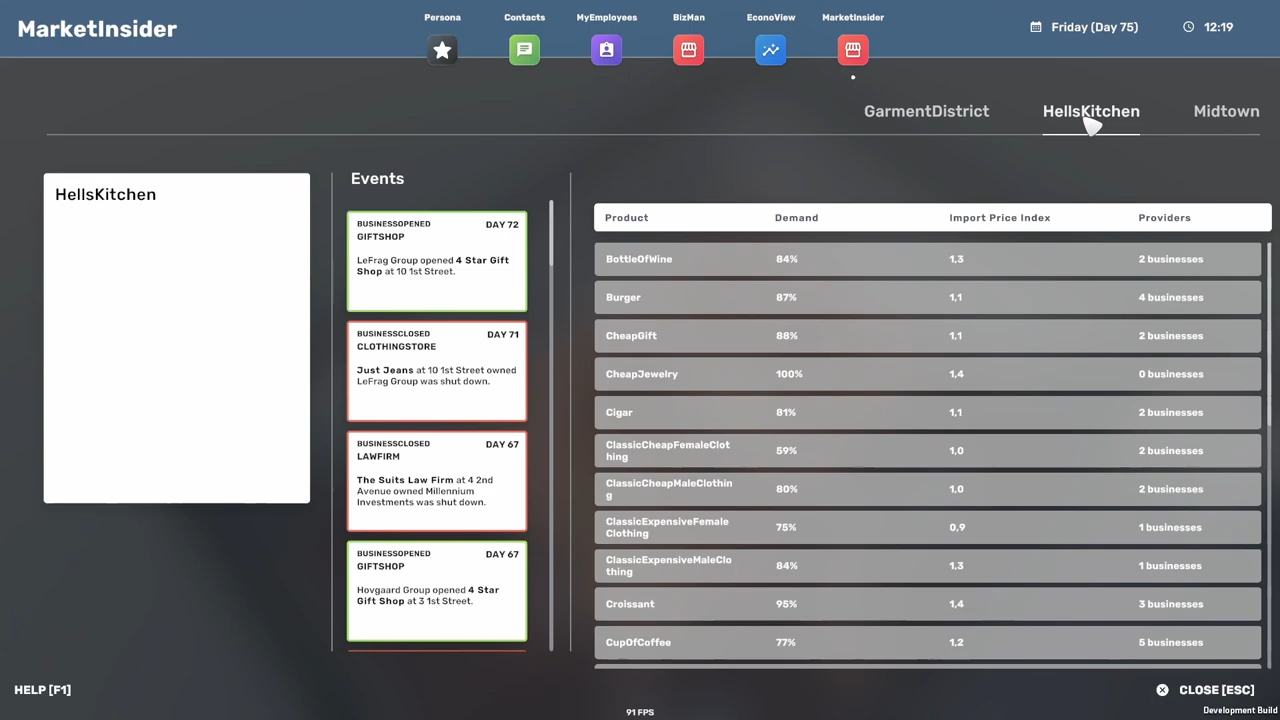 MarketInsider
Persona
Contacts
MyEmployees
BizMan
EconoView
MarketInsider
Friday (Day 75)
12:19
GarmentDistrict
HellsKitchen
Midtown
HellsKitchen
Events
BUSINESSOPENED DAY 72
GIFTSHOP
LeFrag Group opened 4 Star Gift
Shop at 10 1st Street.
BUSINESSCLOSED DAY 71
CLOTHINGSTORE
Just Jeans at 10 1st Street owned
LeFrag Group was shut down.
BUSINESSCLOSED DAY 67
LAWFIRM
The Suits Law Firm at 4 2nd
Avenue owned Millennium
Investments was shut down.
BUSINESSOPENED DAY 67
GIFTSHOP
Hovgaard Group opened 4 Star
Gift Shop at 3 1st Street.
Product Demand Import Price Index Providers
BottleOfWine 84% 1,3 2 businesses
Burger 87% 1,1 4 businesses
CheapGift 88% 1,1 2 businesses
CheapJewelry 100% 1,4 0 businesses
Cigar 81% 1,1 2 businesses
ClassicCheapFemaleClot
hing 59% 1,0 2 businesses
ClassicCheapMaleClothin
g 80% 1,0 2 businesses
ClassicExpensiveFemale
Clothing 75% 0,9 1 businesses
ClassicExpensiveMaleClo
thing 84% 1,3 1 businesses
Croissant 95% 1,4 3 businesses
CupOfCoffee 77% 1,2 5 businesses
HELP [F1]
91 FPS
CLOSE [ESC]
Development Build